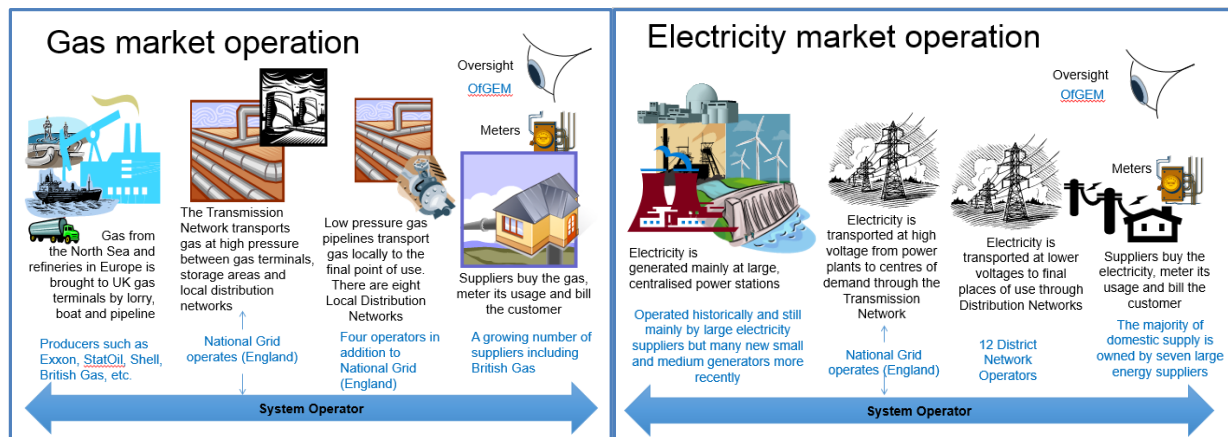 Gas market operation
Oversight
OfGEM
Meters
Gas from
the North Sea and
refineries in Europe is
brought to UK gas
terminals by lorry,
boat and pipeline
Producers such as
Exxon, StatOil, Shell,
British Gas, etc.
The Transmission
Network transports
gas at high pressure
between gas terminals,
storage areas and
local distribution
networks
National Grid
operates (England)
Low pressure gas
pipelines transport
gas locally to the
final point of use.
There are eight
Local Distribution
Networks
Four operators in
addition to
National Grid
(England)
Suppliers buy the gas,
meter its usage and bill
the customer
A growing number of
suppliers including
British Gas
System Operator
Electricity market operation
Oversight
OfGEM
Meters
Electricity is
generated mainly at large,
centralised power stations
Operated historically and still
mainly by large electricity
suppliers but many new small
and medium generators more
recently
Electricity is
transported at high
voltage from power
plants to centres of
demand through the
Transmission
Network
National Grid
operates (England)
Electricity is
transported at lower
voltages to final
places of use through
Distribution Networks
12 District
Network
Operators
Suppliers buy the
electricity, meter its
usage and bill the
customer
The majority of
domestic supply is
owned by seven large
energy suppliers
System Operator